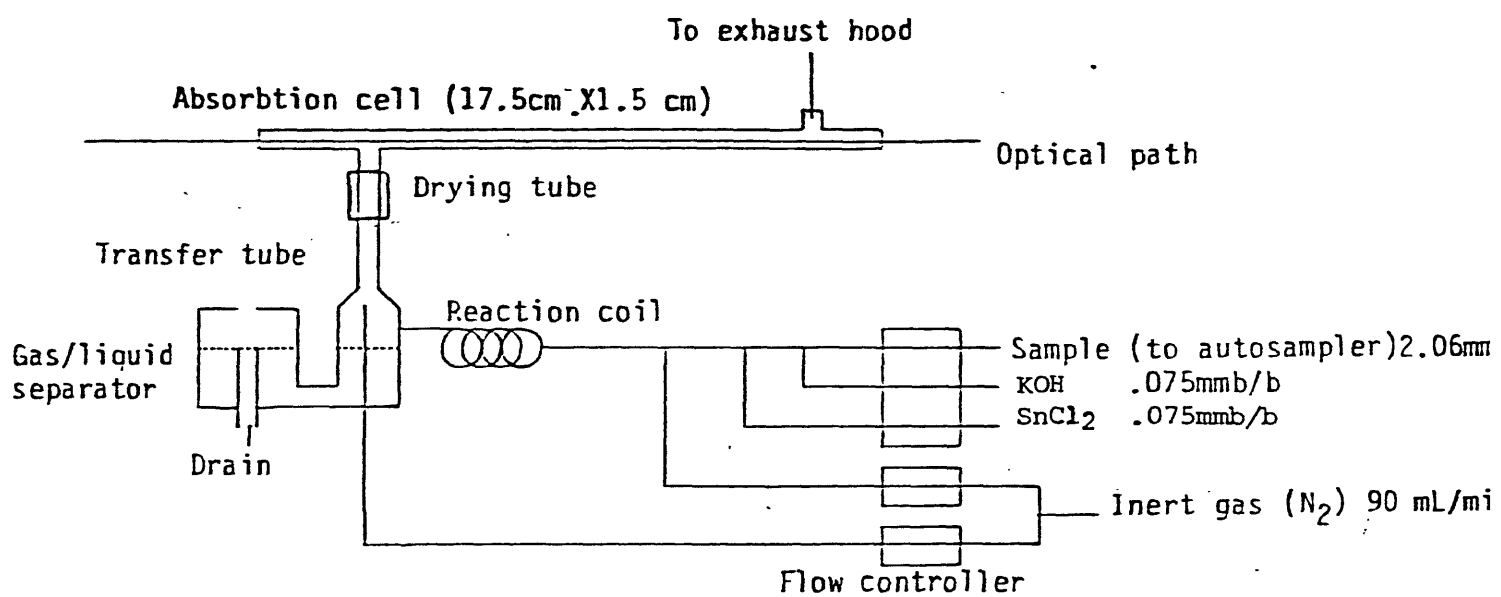 To exhaust hood
Absorbtion cell (17.5cm X1.5 cm)
Optical path
Drying tube
Transfer tube
Reaction coil
Gas/liquid
separator
Sample (to autosampler)2.06mm
KOH .075mmb/b
SnCl2 .075mmb/b
Drain
Inert gas (N2) 90 mL/mi
Flow controller